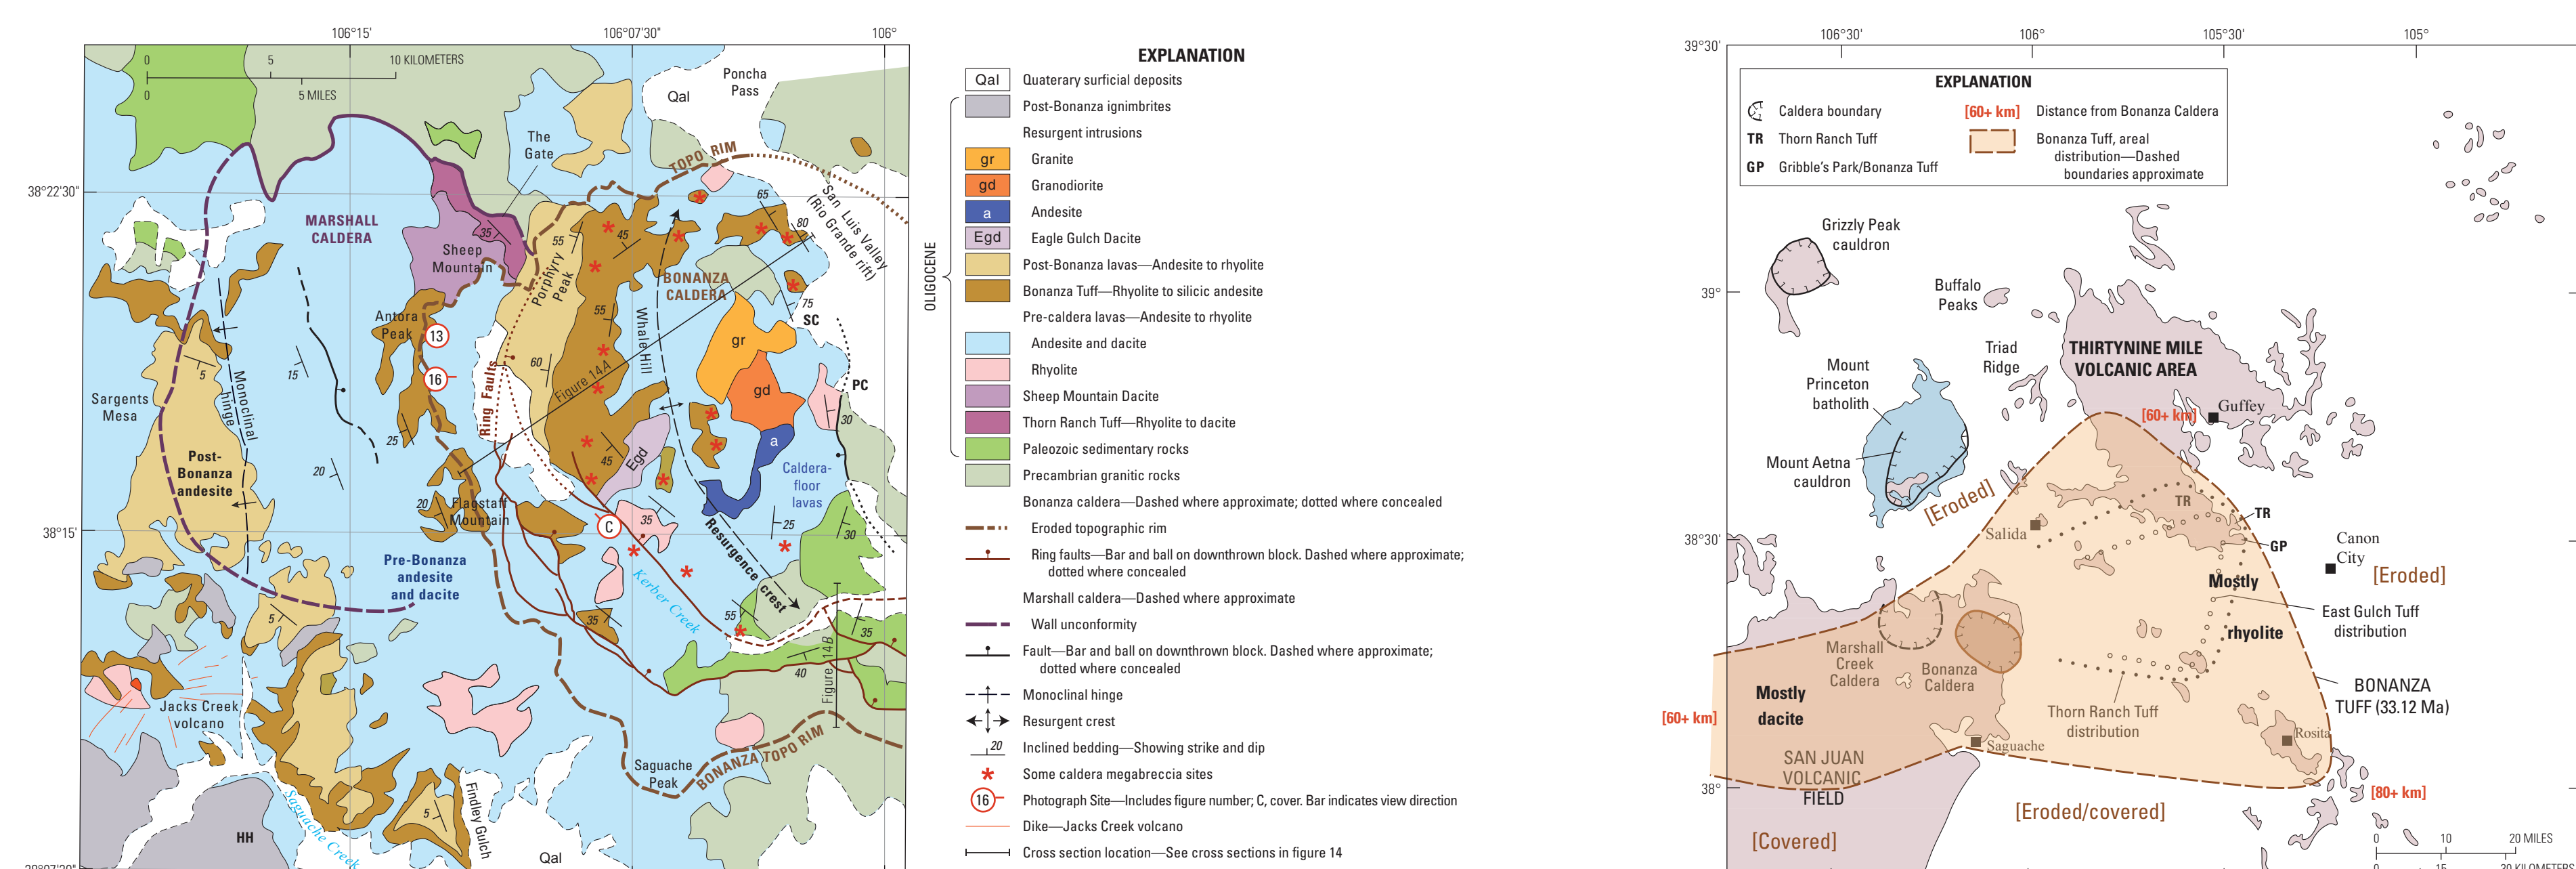 106°15'
106°07'30"
106°
0
5
10 KILOMETERS
0
5 MILES
38°22'30"
38°15'
38°07'30"
Poncha
Pass
Qal
The
Gate
TOPO RIM
MARSHALL
CALDERA
35
Sheep
Mountain
Porphyry
Peak
55
45
65
80
San Luis Valley
(Rio Grande rift)
BONANZA
CALDERA
75
SC
Antora
Peak
13
16
55
60
Whale Hill
Figure 14A
Ring Faults
gr
gd
a
PC
30
5
15
Monoclinal
hinge
Sargents
Mesa
25
45
Egd
Caldera-
floor
lavas
Post-
Bonanza
andesite
20
20
Flagstaff
Mountain
C
35
25
30
Resurgence crest
Pre-Bonanza
andesite
and dacite
Kerber Creek
5
35
55
35
40
Figure 14B
Jacks Creek
volcano
Saguache
Peak
BONANZA TOPO RIM
HH
Saguache Creek
5
Findley Gulch
Qal
EXPLANATION
Qal Quaterary surficial deposits
Post-Bonanza ignimbrites
Resurgent intrusions
gr Granite
gd Granodiorite
a Andesite
Egd Eagle Gulch Dacite
Post-Bonanza lavas—Andesite to rhyolite
Bonanza Tuff—Rhyolite to silicic andesite
Pre-caldera lavas—Andesite to rhyolite
Andesite and dacite
Rhyolite
Sheep Mountain Dacite
Thorn Ranch Tuff—Rhyolite to dacite
Paleozoic sedimentary rocks
Precambrian granitic rocks
OLIGOCENE
Bonanza caldera—Dashed where approximate; dotted where concealed
Eroded topographic rim
Ring faults—Bar and ball on downthrown block. Dashed where approximate;
dotted where concealed
Marshall caldera—Dashed where approximate
Wall unconformity
Fault—Bar and ball on downthrown block. Dashed where approximate;
dotted where concealed
Monoclinal hinge
Resurgent crest
20 Inclined bedding—Showing strike and dip
Some caldera megabreccia sites
16 Photograph Site—Includes figure number; C, cover. Bar indicates view direction
Dike—Jacks Creek volcano
Cross section location—See cross sections in figure 14
106°30'
106°
105°30'
105°
39°30'
39°
38°30'
38°
EXPLANATION
Caldera boundary
TR Thorn Ranch Tuff
GP Gribble's Park/Bonanza Tuff
[60+ km] Distance from Bonanza Caldera
Bonanza Tuff, areal
distribution—Dashed
boundaries approximate
Grizzly Peak
cauldron
Buffalo
Peaks
Triad
Ridge
THIRTYNINE MILE
VOLCANIC AREA
Mount
Princeton
batholith
[60+ km]
Guffey
Mount Aetna
cauldron
[Eroded]
Salida
TR
TR
GP
Canon
City
[Eroded]
Mostly
rhyolite
East Gulch Tuff
distribution
Marshall
Creek
Caldera
Bonanza
Caldera
Mostly
dacite
[60+ km]
Thorn Ranch Tuff
distribution
BONANZA
TUFF (33.12 Ma)
Rosita
Saguache
SAN JUAN
VOLCANIC
FIELD
[80+ km]
[Eroded/covered]
[Covered]
0
10
20 MILES
0
15
30 KILOMETERS